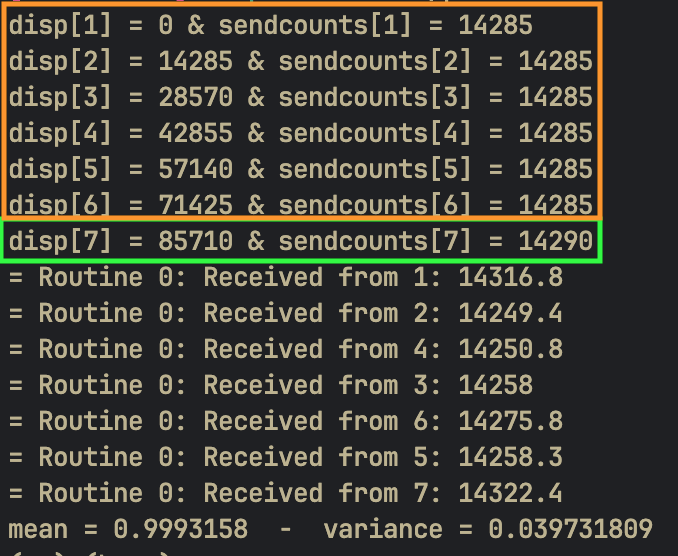 disp[1] = 0 & sendcounts[1] = 14285
disp[2] = 14285 & sendcounts[2] = 14285
disp[3] = 28570 & sendcounts[3] = 14285
disp[4] = 42855 & sendcounts[4] = 14285
disp[5] = 57140 & sendcounts[5] = 14285
disp[6] = 71425 & sendcounts[6] = 14285
disp[7] = 85710 & sendcounts[7] = 14290
= Routine 0: Received from 1: 14316.8
= Routine 0: Received from 2: 14249.4
= Routine 0: Received from 4: 14250.8
= Routine 0: Received from 3: 14258
= Routine 0: Received from 6: 14275.8
= Routine 0: Received from 5: 14258.3
= Routine 0: Received from 7: 14322.4
mean = 0.9993158  -  variance = 0.039731809